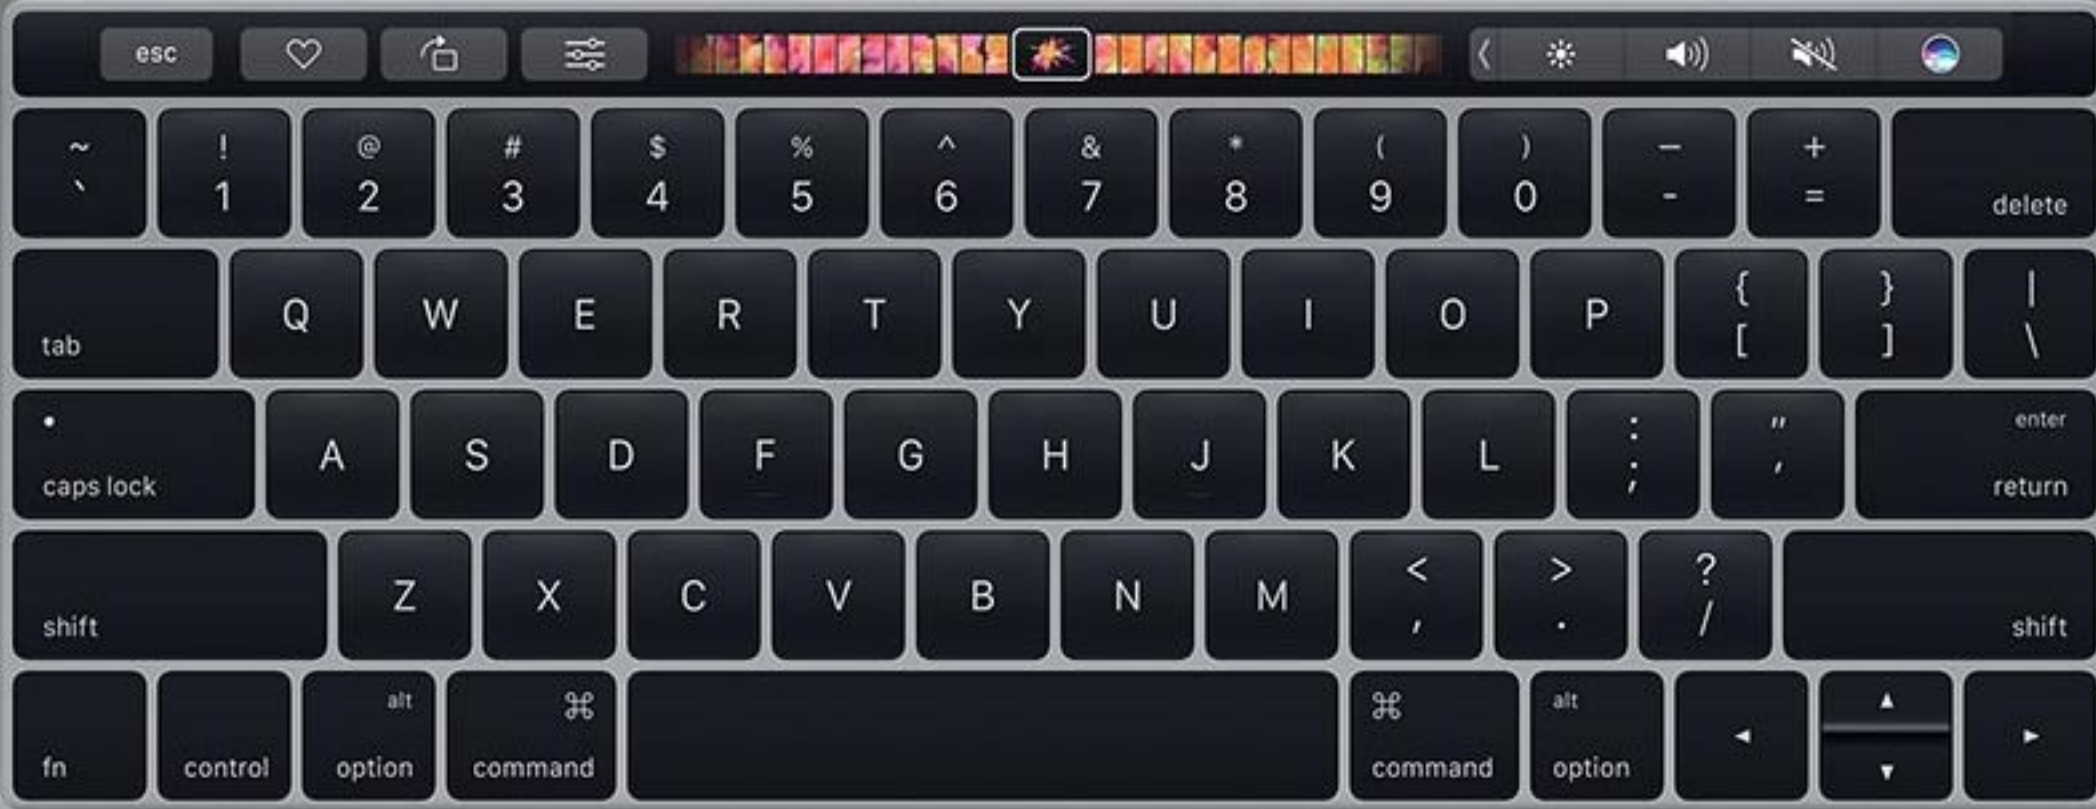 esc
~ ! @ # $ % ^ & * ( ) — +
` 1 2 3 4 5 6 7 8 9 0 - = delete
Q W E R T Y U I O P { } |
tab [ ] \
• A S D F G H J K L : " enter
caps lock ; ' return
Z X C V B N M < > ?
shift , . / shift
alt ⌘ ⌘ alt ▲
fn control option command command option ◄ ▼ ►